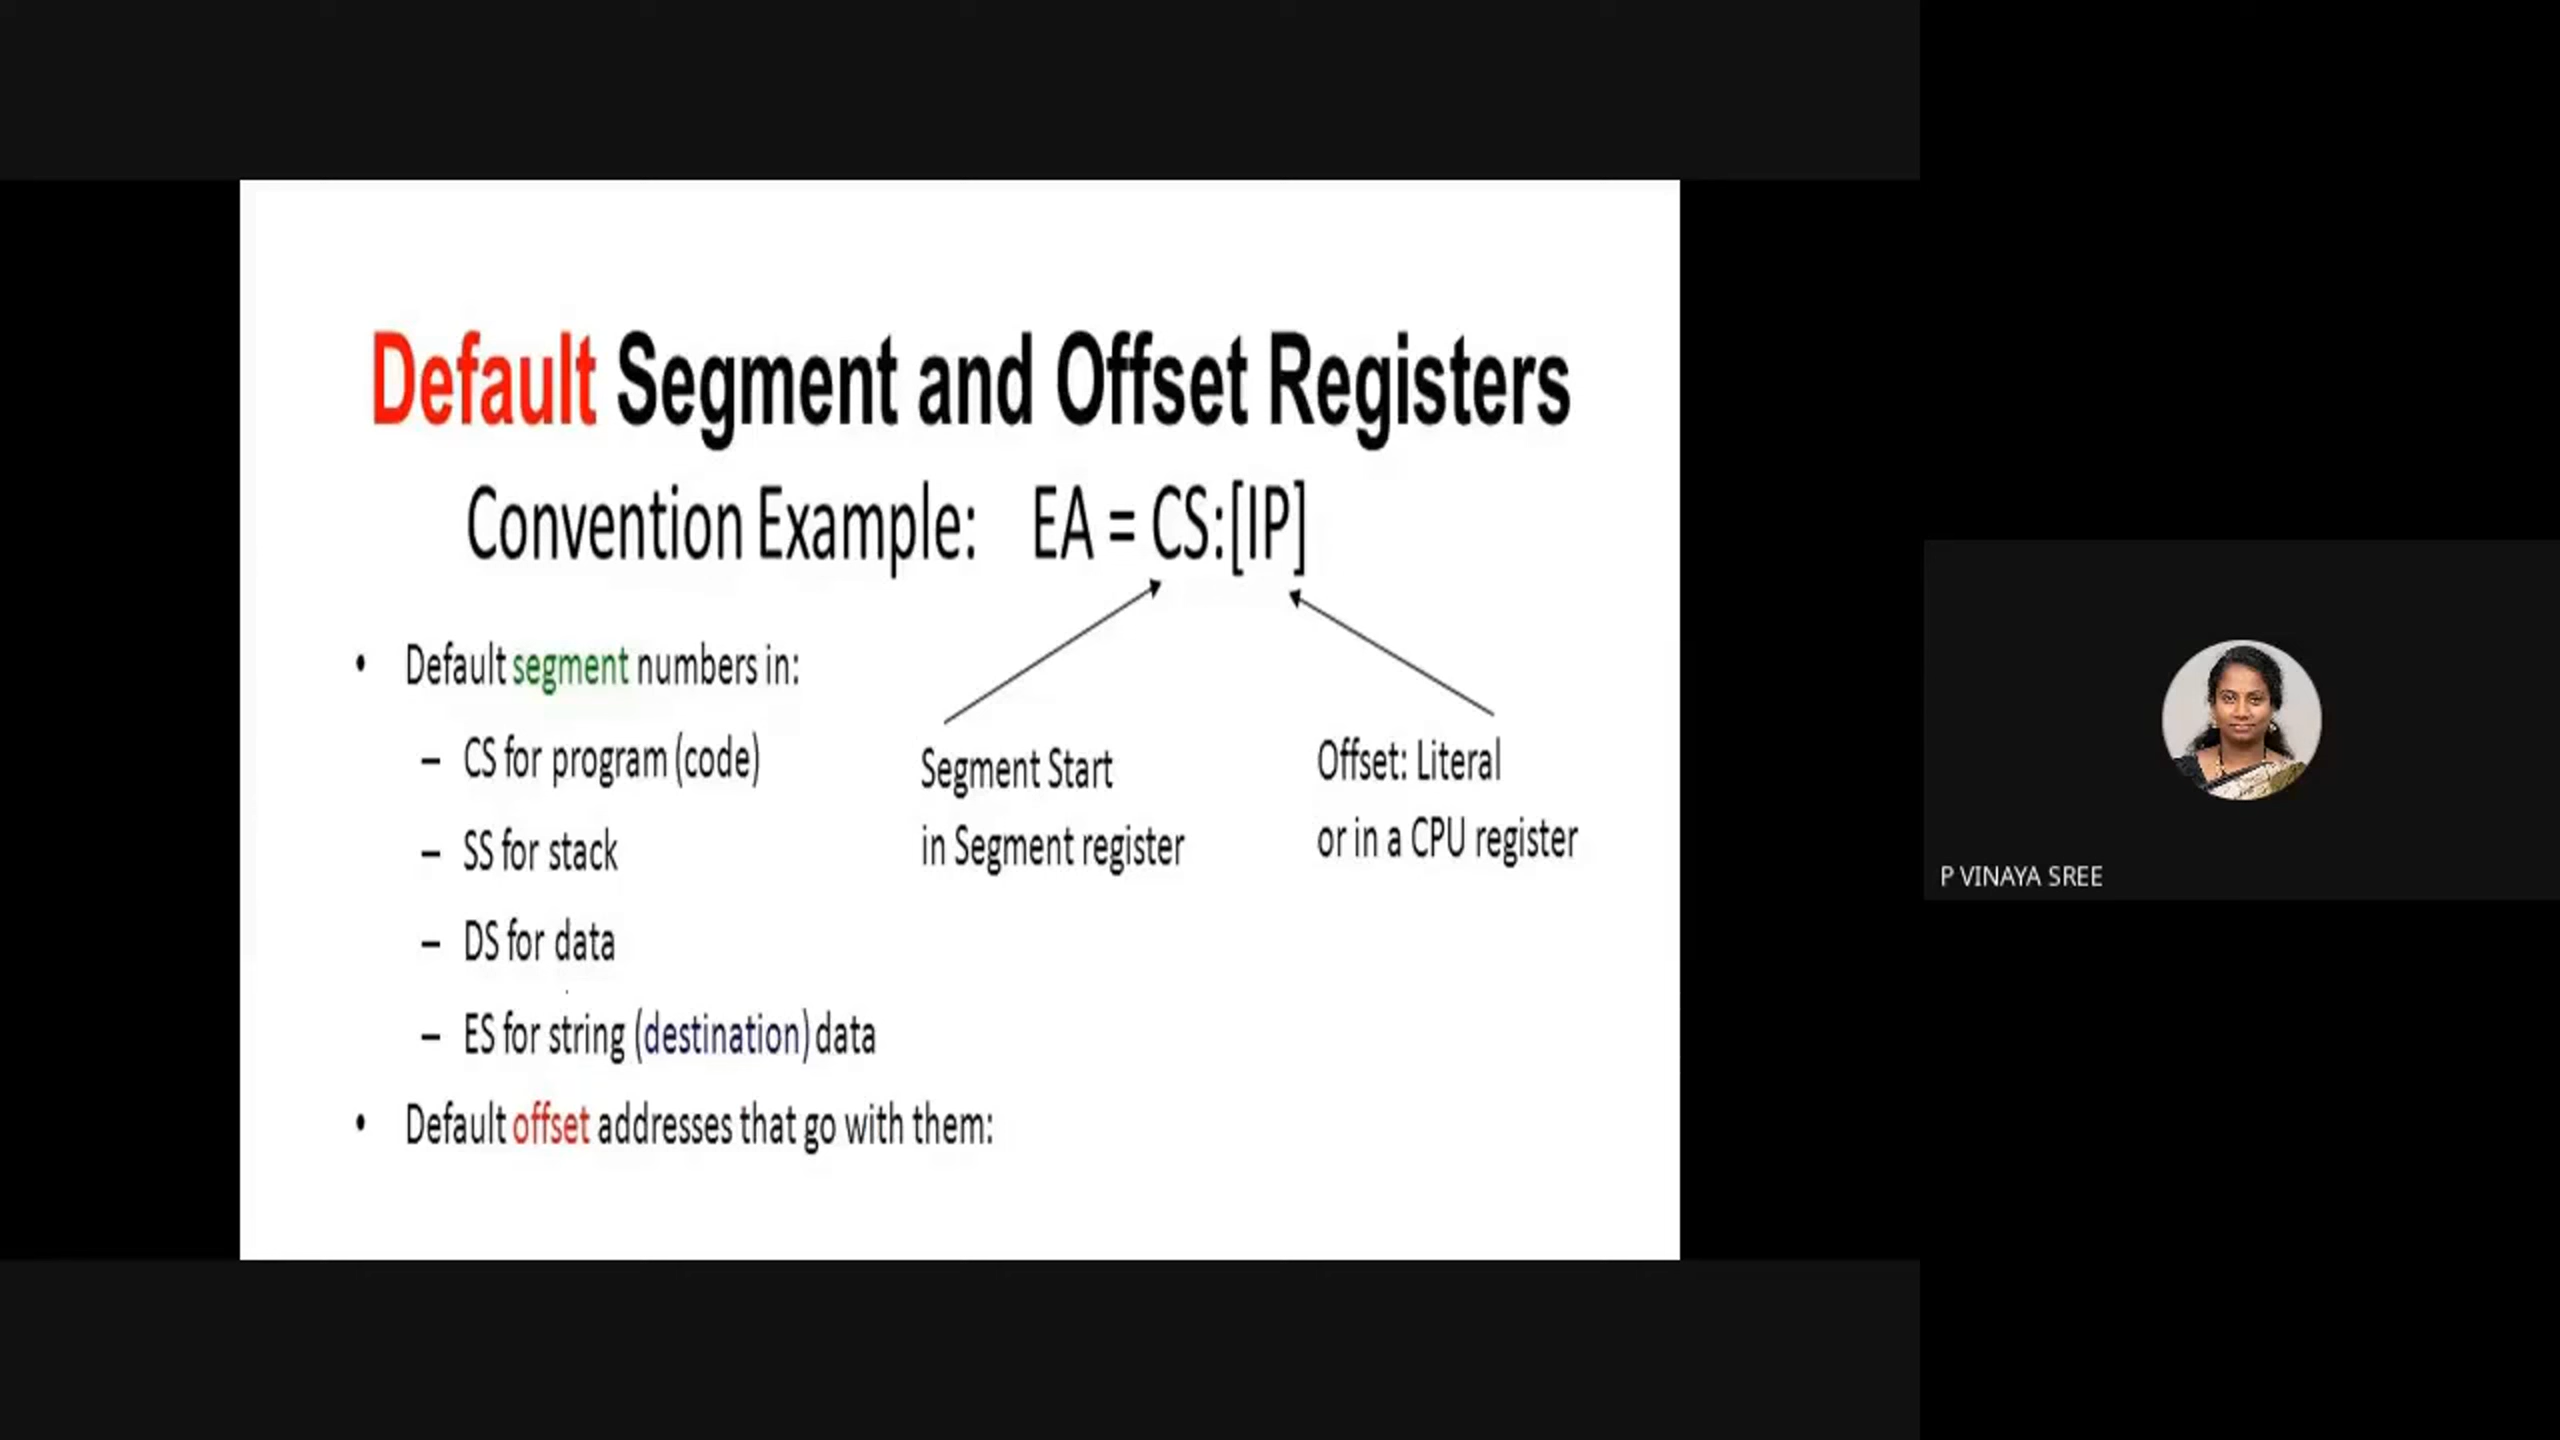 Default Segment and Offset Registers
Convention Example: EA = CS:[IP]
• Default segment numbers in:
– CS for program (code)
– SS for stack
– DS for data
– ES for string (destination) data
• Default offset addresses that go with them:
Segment Start
in Segment register
Offset: Literal
or in a CPU register
P VINAYA SREE